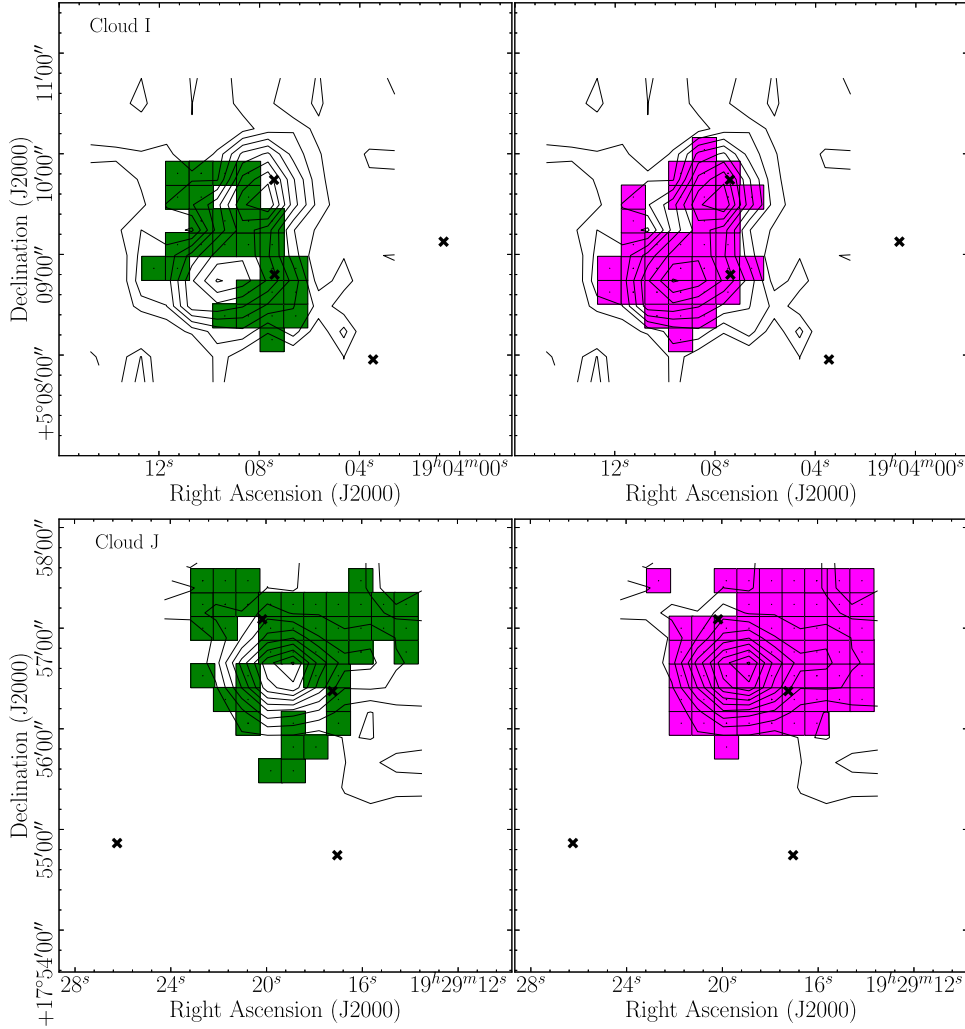 Cloud I
11′00″
10′00″
09′00″
+5°08′00″
Declination (J2000)
12ˢ 08ˢ 04ˢ 19ʰ04ᵐ00ˢ
12ˢ 08ˢ 04ˢ 19ʰ04ᵐ00ˢ
Right Ascension (J2000)
Right Ascension (J2000)
Cloud J
58′00″
57′00″
56′00″
55′00″
+17°54′00″
Declination (J2000)
28ˢ 24ˢ 20ˢ 16ˢ 19ʰ29ᵐ12ˢ
28ˢ 24ˢ 20ˢ 16ˢ 19ʰ29ᵐ12ˢ
Right Ascension (J2000)
Right Ascension (J2000)